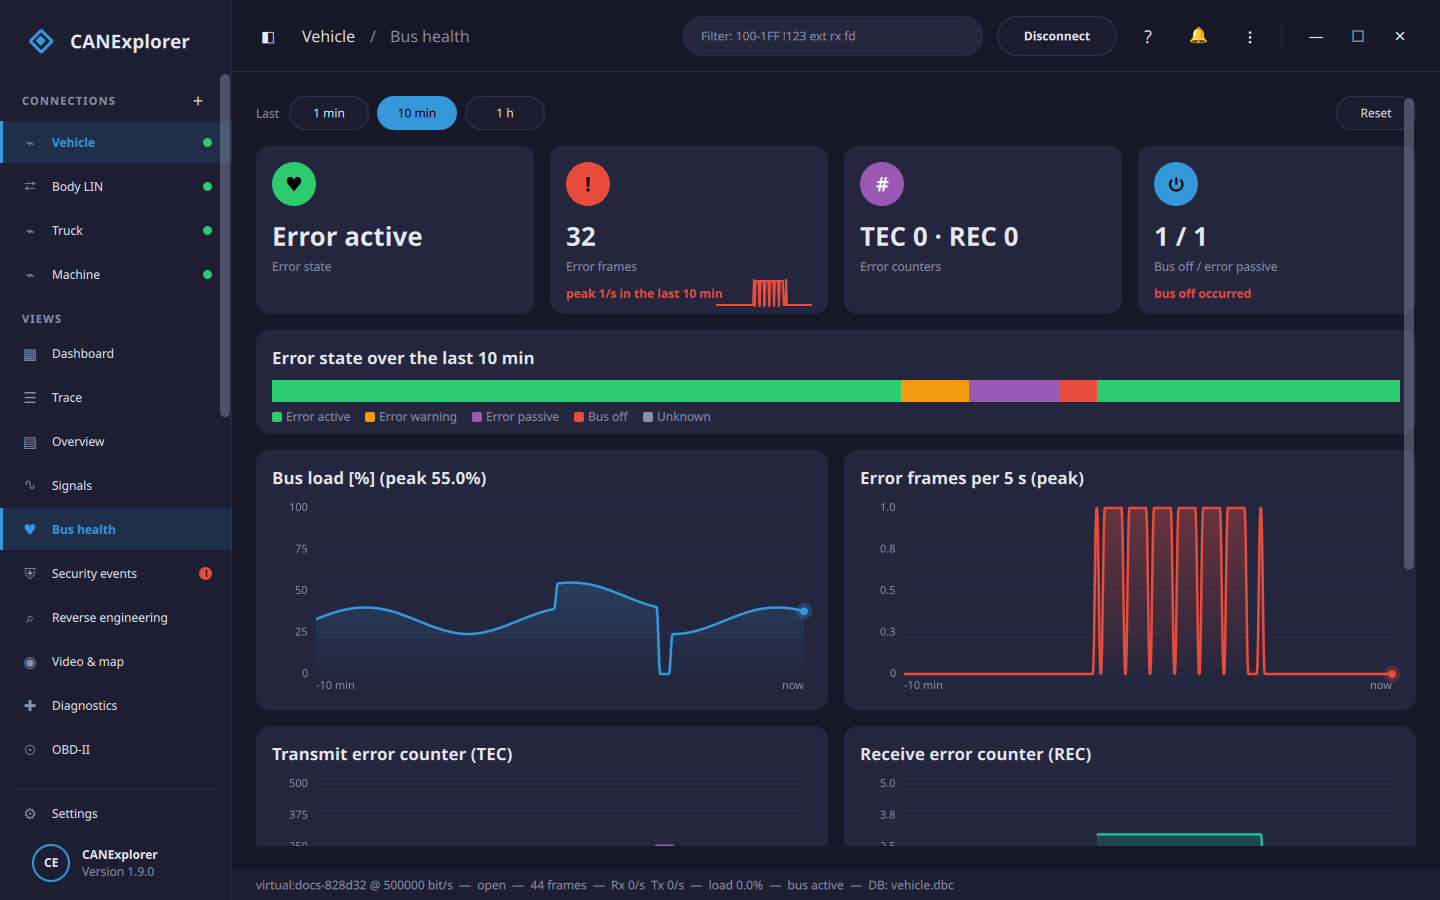 CANExplorer
Vehicle / Bus health
Filter: 100-1FF !123 ext rx fd
Disconnect
?
CONNECTIONS +
Vehicle
Body LIN
Truck
Machine
VIEWS
Dashboard
Trace
Overview
Signals
Bus health
Security events !
Reverse engineering
Video & map
Diagnostics
OBD-II
Settings
CE
CANExplorer
Version 1.9.0
Last 1 min 10 min 1 h Reset
Error active
Error state
!
32
Error frames
peak 1/s in the last 10 min
#
TEC 0 · REC 0
Error counters
1 / 1
Bus off / error passive
bus off occurred
Error state over the last 10 min
Error active Error warning Error passive Bus off Unknown
Bus load [%] (peak 55.0%)
100
75
50
25
0
-10 min now
Error frames per 5 s (peak)
1.0
0.8
0.5
0.3
0
-10 min now
Transmit error counter (TEC)
500
375
250
Receive error counter (REC)
5.0
3.8
2.5
virtual:docs-828d32 @ 500000 bit/s — open — 44 frames — Rx 0/s Tx 0/s — load 0.0% — bus active — DB: vehicle.dbc